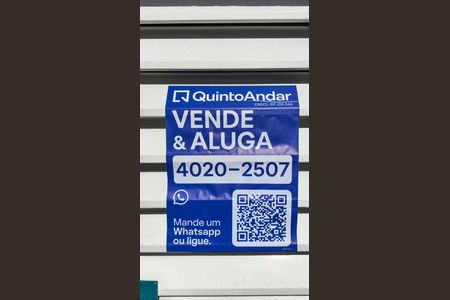 QuintoAndar
VENDE
& ALUGA
4020-2507
Mande um
Whatsapp
ou ligue.